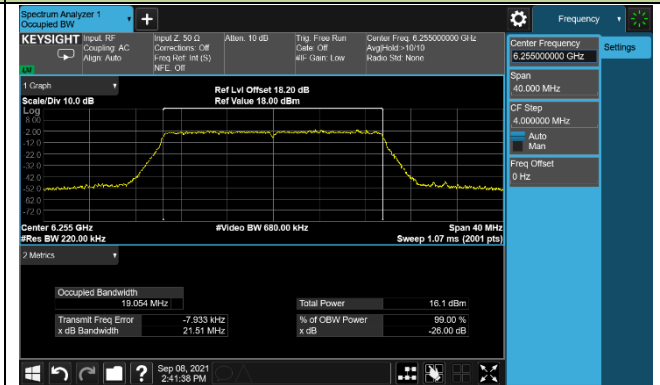 Spectrum Analyzer 1
Occupied BW
+
Frequency
KEYSIGHT
Input: RF
Coupling: AC
Align: Auto
Input Z: 50 Ω
Corrections: Off
Freq Ref: Int (S)
NFE: Off
Atten: 10 dB
Trig: Free Run
Gate: Off
#IF Gain: Low
Center Freq: 6.255000000 GHz
Avg|Hold:>10/10
Radio Std: None
LXI
Center Frequency
6.255000000 GHz
Settings
Span
40.000 MHz
CF Step
4.000000 MHz
Auto
Man
Freq Offset
0 Hz
1 Graph
Scale/Div 10.0 dB
Ref Lvl Offset 18.20 dB
Ref Value 18.00 dBm
Log
8.00
-2.00
-12.0
-22.0
-32.0
-42.0
-52.0
-62.0
-72.0
Center 6.255 GHz
#Video BW 680.00 kHz
Span 40 MHz
#Res BW 220.00 kHz
Sweep 1.07 ms (2001 pts)
2 Metrics
Occupied Bandwidth
19.054 MHz
Total Power
16.1 dBm
Transmit Freq Error
-7.933 kHz
% of OBW Power
99.00 %
x dB Bandwidth
21.51 MHz
x dB
-26.00 dB
?
Sep 08, 2021
2:41:38 PM